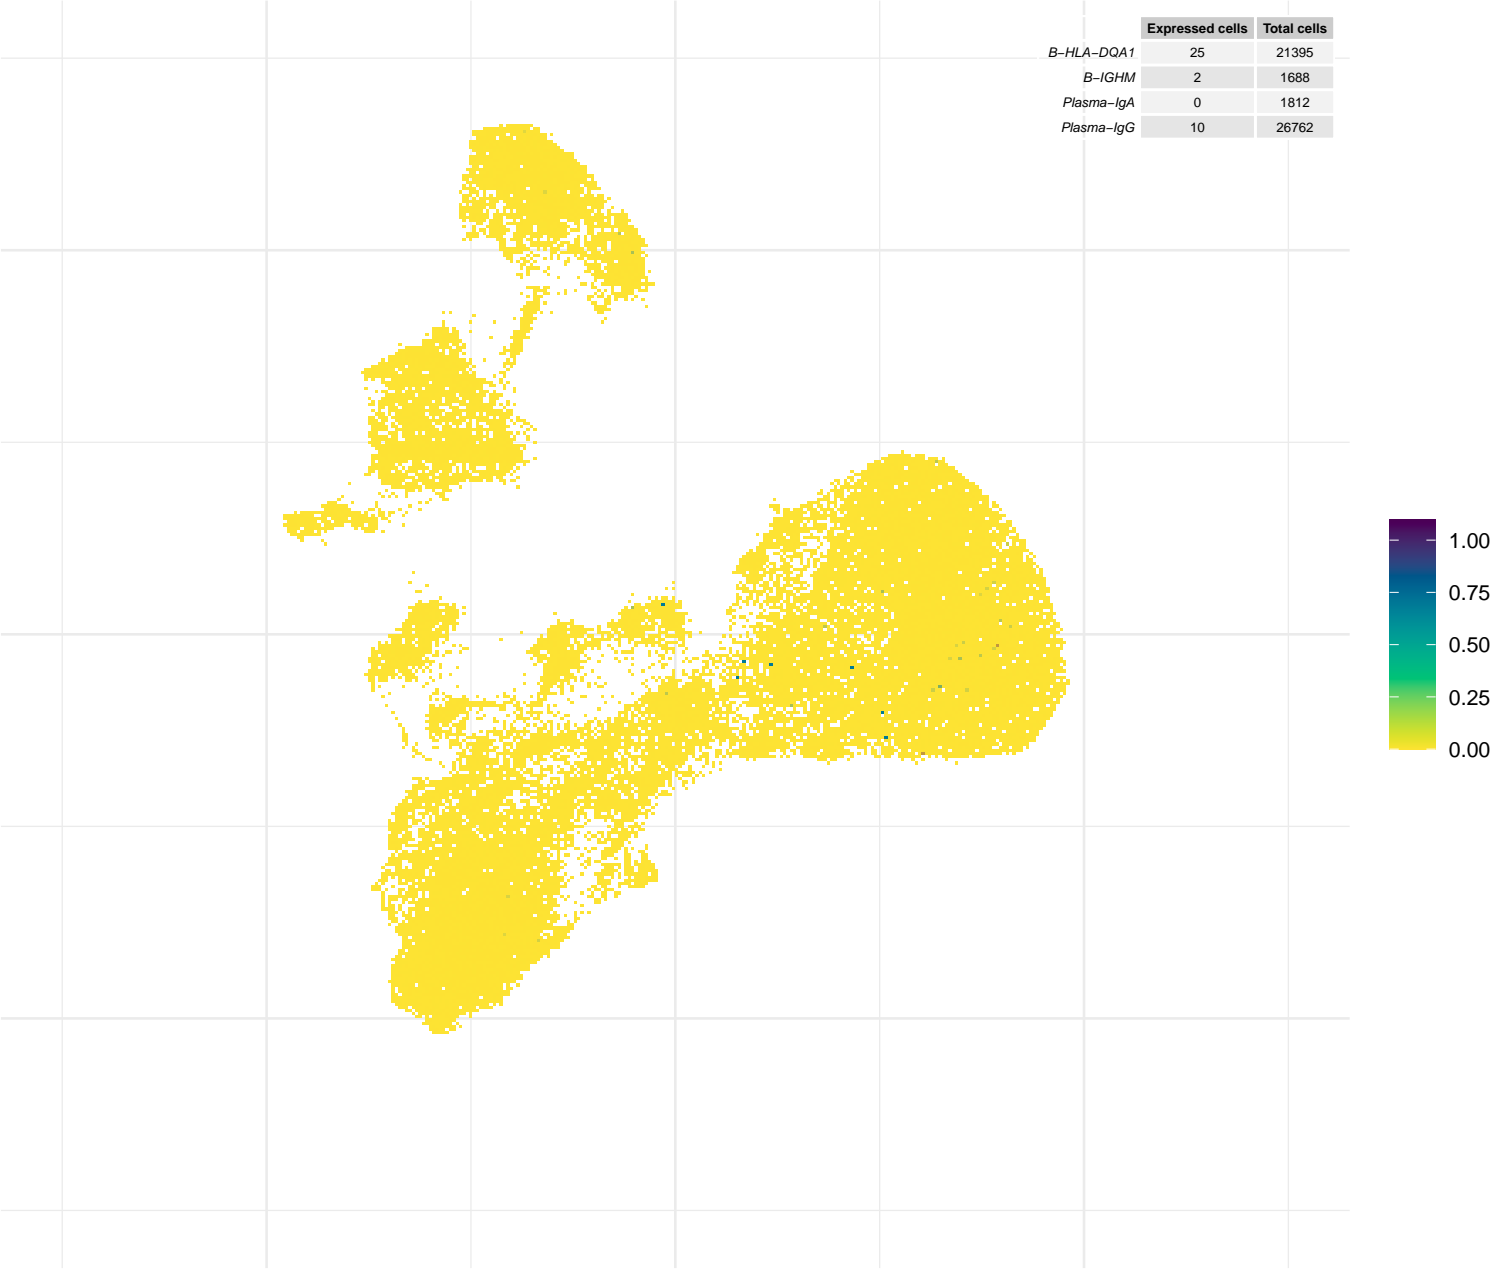 Expressed cells Total cells
B−HLA−DQA1 25 21395
B−IGHM 2 1688
Plasma−IgA 0 1812
Plasma−IgG 10 26762
1.00
0.75
0.50
0.25
0.00